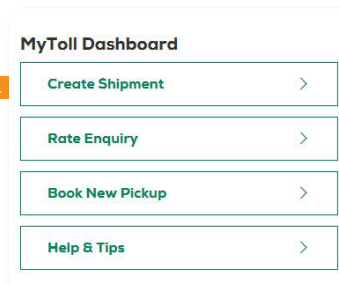 MyToll Dashboard
Create Shipment
Rate Enquiry
Book New Pickup
Help & Tips